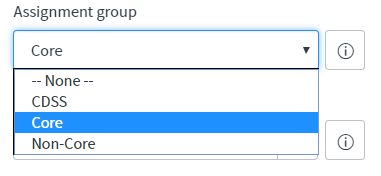 Assignment group
Core
-- None --
CDSS
Core
Non-Core